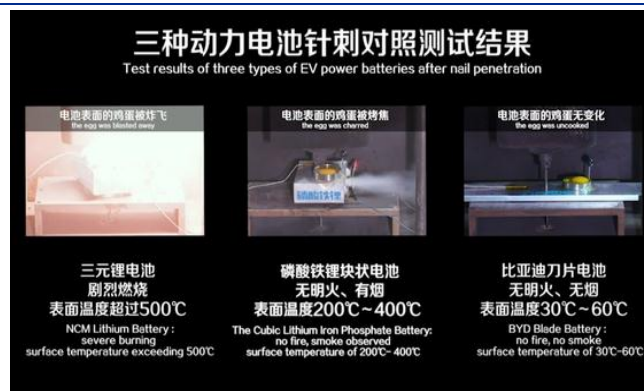 三种动力电池针刺对照测试结果
Test results of three types of EV power batteries after nail penetration
电池表面的鸡蛋被炸飞
the egg was blasted away
电池表面的鸡蛋被烤焦
the egg was charred
电池表面的鸡蛋无变化
the egg was uncooked
磷酸铁锂
三元锂电池
剧烈燃烧
表面温度超过500℃
NCM Lithium Battery :
severe burning
surface temperature exceeding 500℃
磷酸铁锂块状电池
无明火、有烟
表面温度200℃~400℃
The Cubic Lithium Iron Phosphate Battery:
no fire, smoke observed
surface temperature of 200℃- 400℃
比亚迪刀片电池
无明火、无烟
表面温度30℃~60℃
BYD Blade Battery :
no fire, no smoke
surface temperature of 30℃-60℃